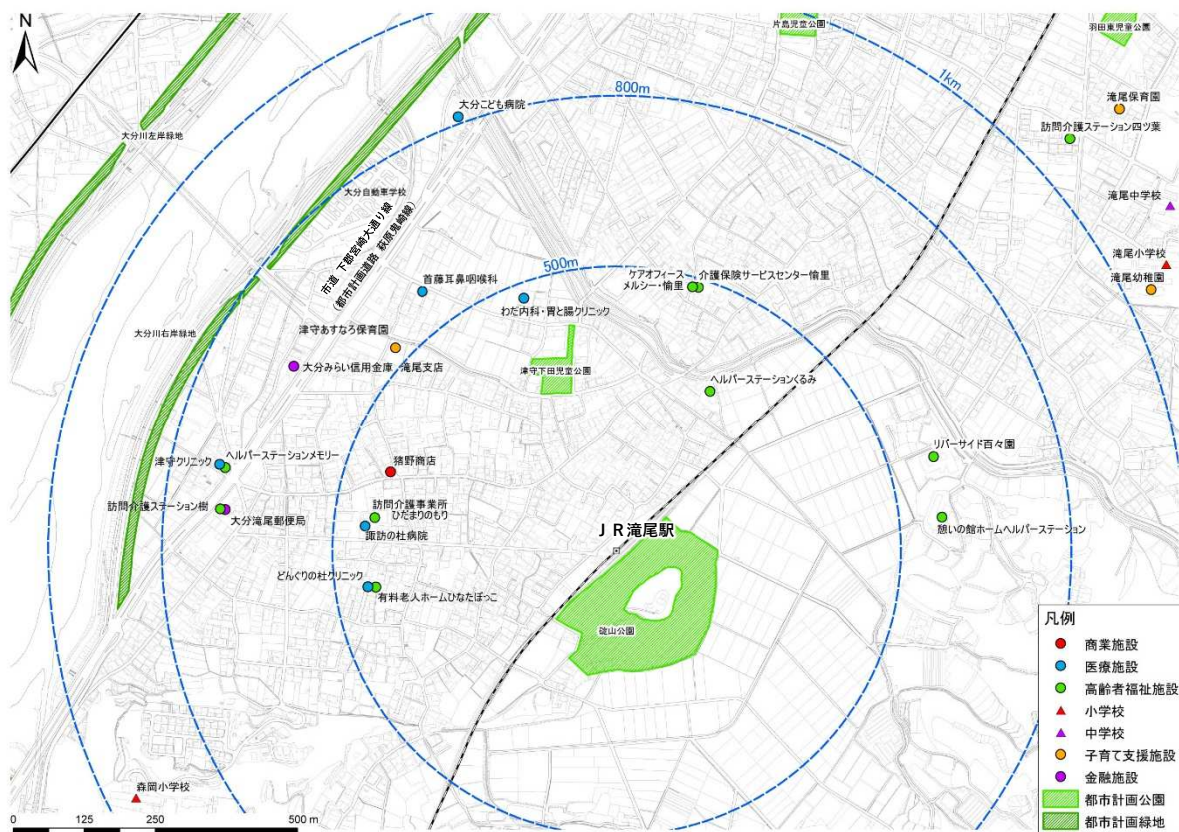 N
片島児童公園
羽田東児童公園
1km
800m
大分こども病院
滝尾保育園
訪問介護ステーション四ツ葉
大分川左岸緑地
大分自動車学校
滝尾中学校
市道 下郡宮崎大通り線
(都市計画道路 萩原鬼崎線)
滝尾小学校
滝尾幼稚園
500m
首藤耳鼻咽喉科
ケアオフィース
メルシー・愉里
介護保険サービスセンター愉里
わだ内科・胃と腸クリニック
大分川右岸緑地
津守あすなろ保育園
大分みらい信用金庫 滝尾支店
津守下田児童公園
ヘルパーステーションくるみ
リバーサイド百々園
津守クリニック
ヘルパーステーションメモリー
猪野商店
訪問介護ステーション樹
大分滝尾郵便局
訪問介護事業所
ひだまりのもり
諏訪の杜病院
JR滝尾駅
憩いの館ホームヘルパーステーション
どんぐりの杜クリニック
有料老人ホームひなたぼっこ
碇山公園
森岡小学校
0 125 250 500 m
凡例
商業施設
医療施設
高齢者福祉施設
小学校
中学校
子育て支援施設
金融施設
都市計画公園
都市計画緑地